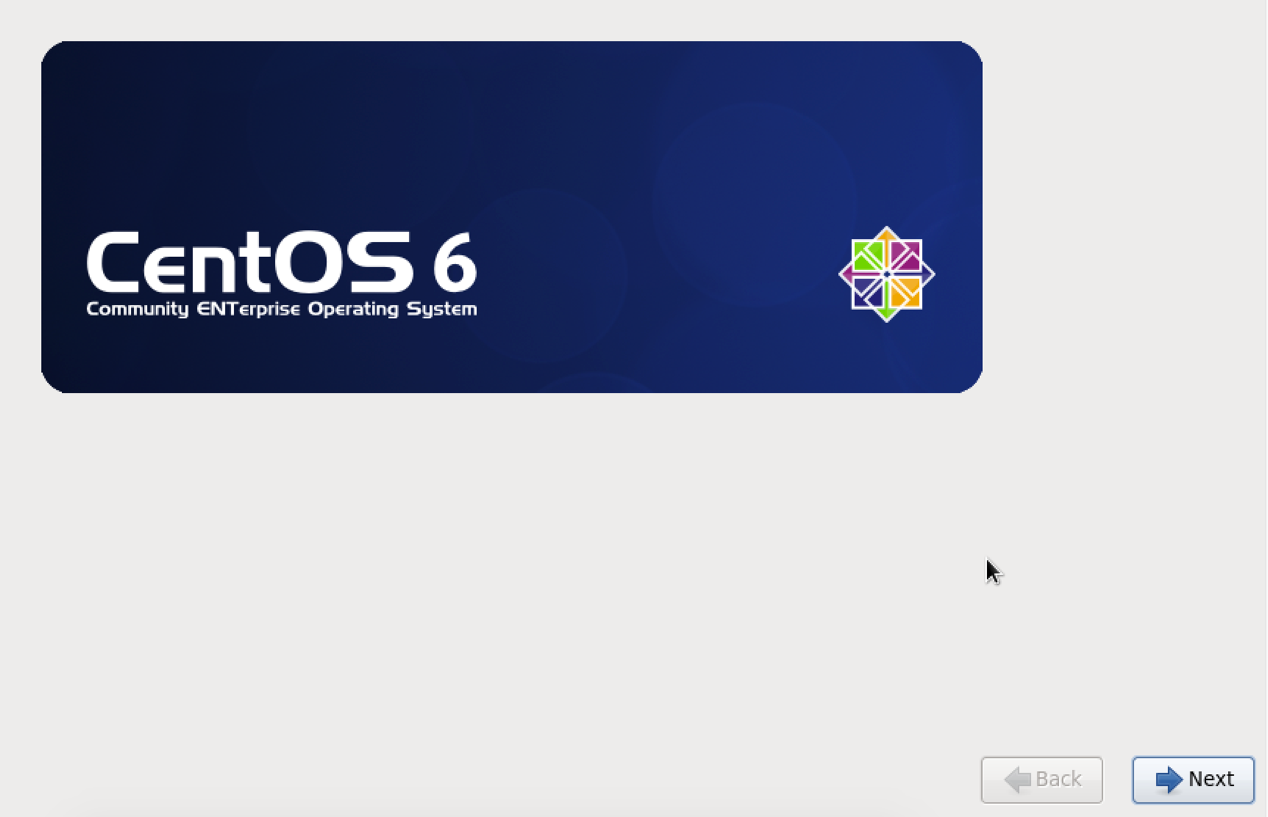 CentOS 6
Community ENTerprise Operating System
Back
Next